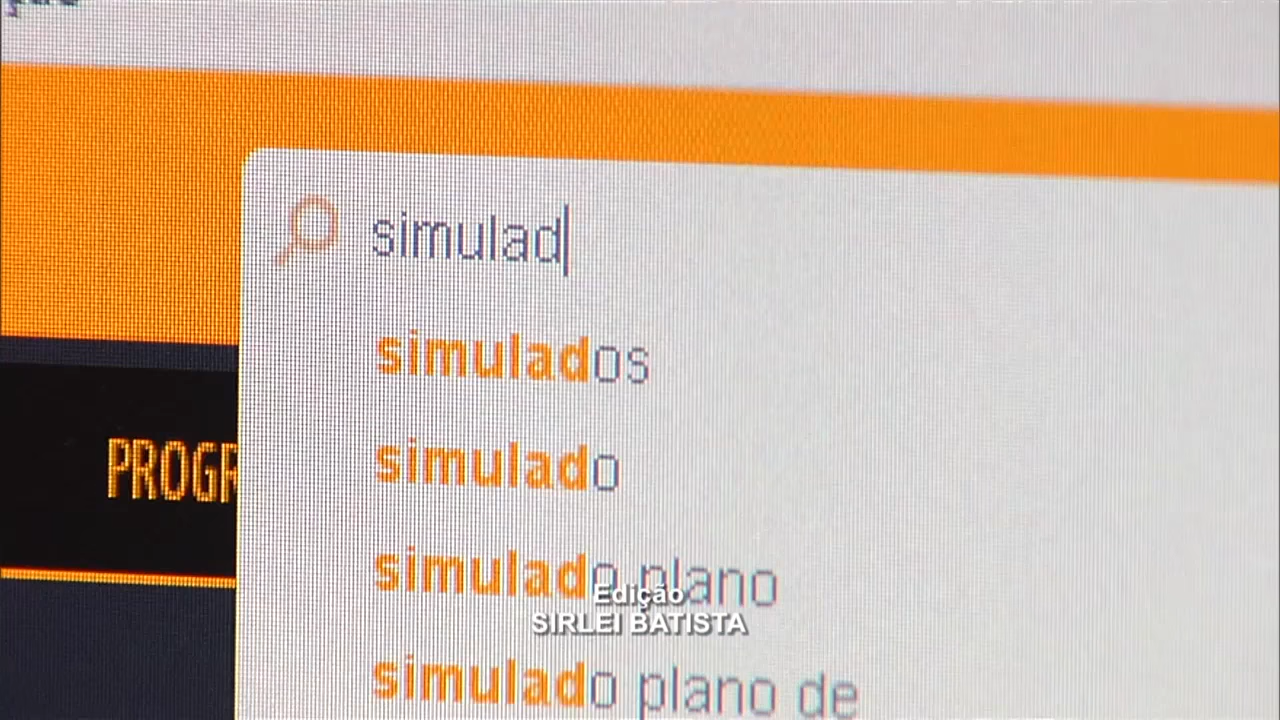 simulad
simulados
simulado
PROGR
simulado plano
Edição
SIRLEI BATISTA
simulado plano de